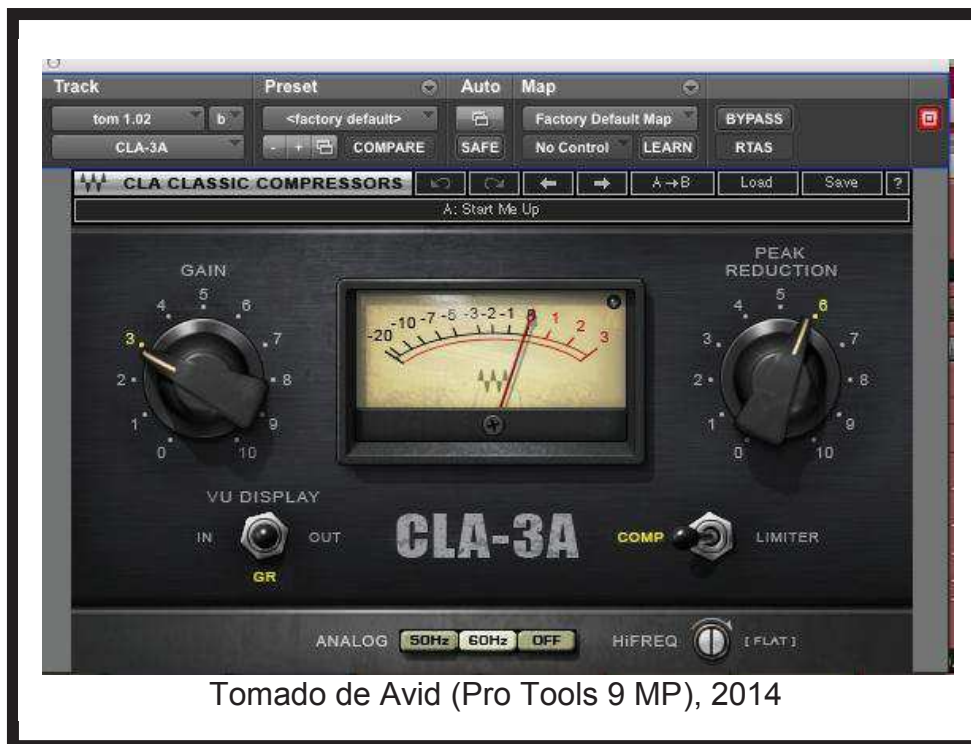 Track Preset Auto Map
tom 1.02 b <factory default> Factory Default Map BYPASS
CLA-3A - + COMPARE SAFE No Control LEARN RTAS
CLA CLASSIC COMPRESSORS A→B Load Save ?
A: Start Me Up
GAIN
0 1 2 3 4 5 6 7 8 9 10
-20 -10 -7 -5 -3 -2 -1 0 1 2 3
PEAK
REDUCTION
0 1 2 3 4 5 6 7 8 9 10
VU DISPLAY
IN OUT
GR
CLA-3A
COMP LIMITER
ANALOG 50Hz 60Hz OFF HiFREQ [FLAT]
Tomado de Avid (Pro Tools 9 MP), 2014